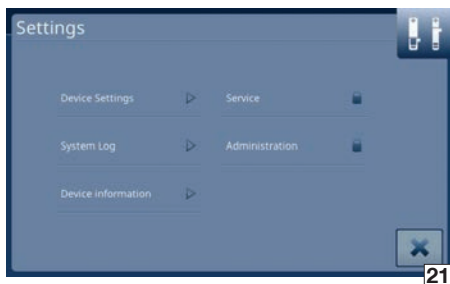 Settings
Device Settings
Service
System Log
Administration
Device information
21